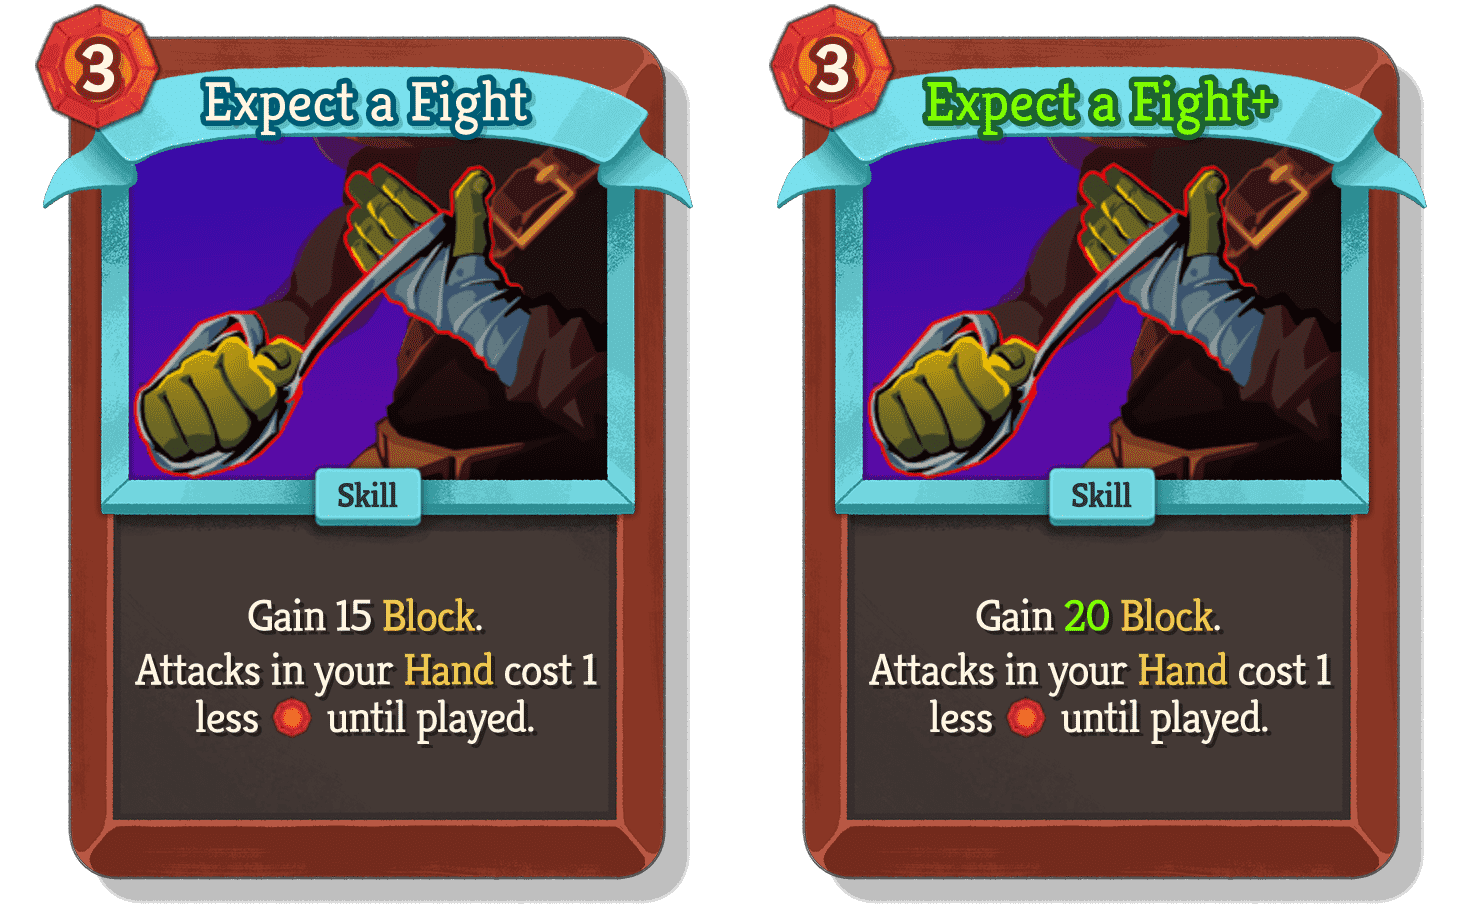 3
Expect a Fight
Skill
Gain 15 Block.
Attacks in your Hand cost 1
less until played.
3
Expect a Fight+
Skill
Gain 20 Block.
Attacks in your Hand cost 1
less until played.